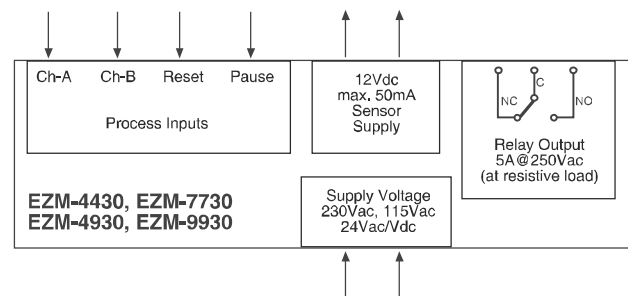 Ch-A Ch-B Reset Pause
Process Inputs
12Vdc
max. 50mA
Sensor
Supply
C
NC
NO
Relay Output
5A@250Vac
(at resistive load)
EZM-4430, EZM-7730
EZM-4930, EZM-9930
Supply Voltage
230Vac, 115Vac
24Vac/Vdc